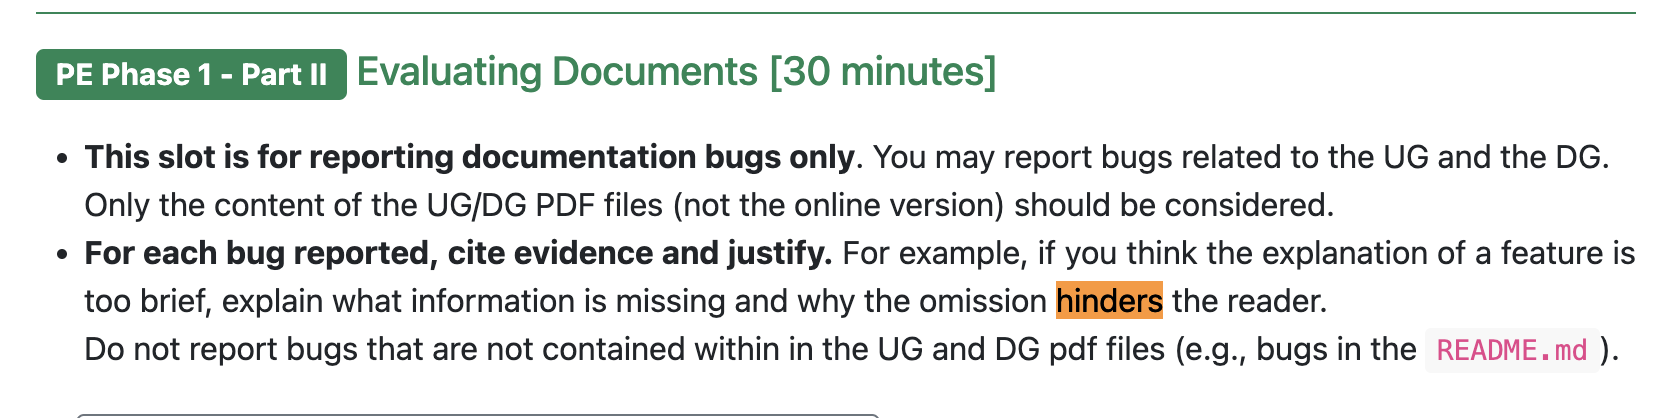 PE Phase 1 - Part II Evaluating Documents [30 minutes]
• This slot is for reporting documentation bugs only. You may report bugs related to the UG and the DG.
Only the content of the UG/DG PDF files (not the online version) should be considered.
• For each bug reported, cite evidence and justify. For example, if you think the explanation of a feature is
too brief, explain what information is missing and why the omission hinders the reader.
Do not report bugs that are not contained within in the UG and DG pdf files (e.g., bugs in the README.md ).